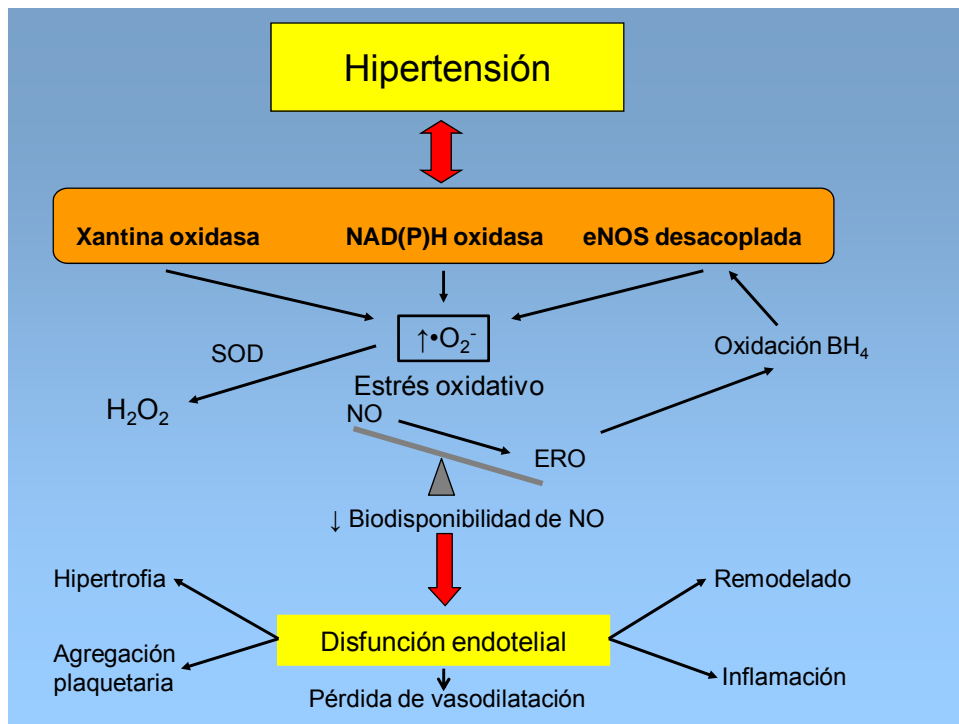 Hipertensión
Xantina oxidasa
NAD(P)H oxidasa
eNOS desacoplada
↑•O₂⁻
SOD
Oxidación BH₄
Estrés oxidativo
H₂O₂
NO
ERO
↓ Biodisponibilidad de NO
Hipertrofia
Remodelado
Disfunción endotelial
Agregación
plaquetaria
Inflamación
Pérdida de vasodilatación